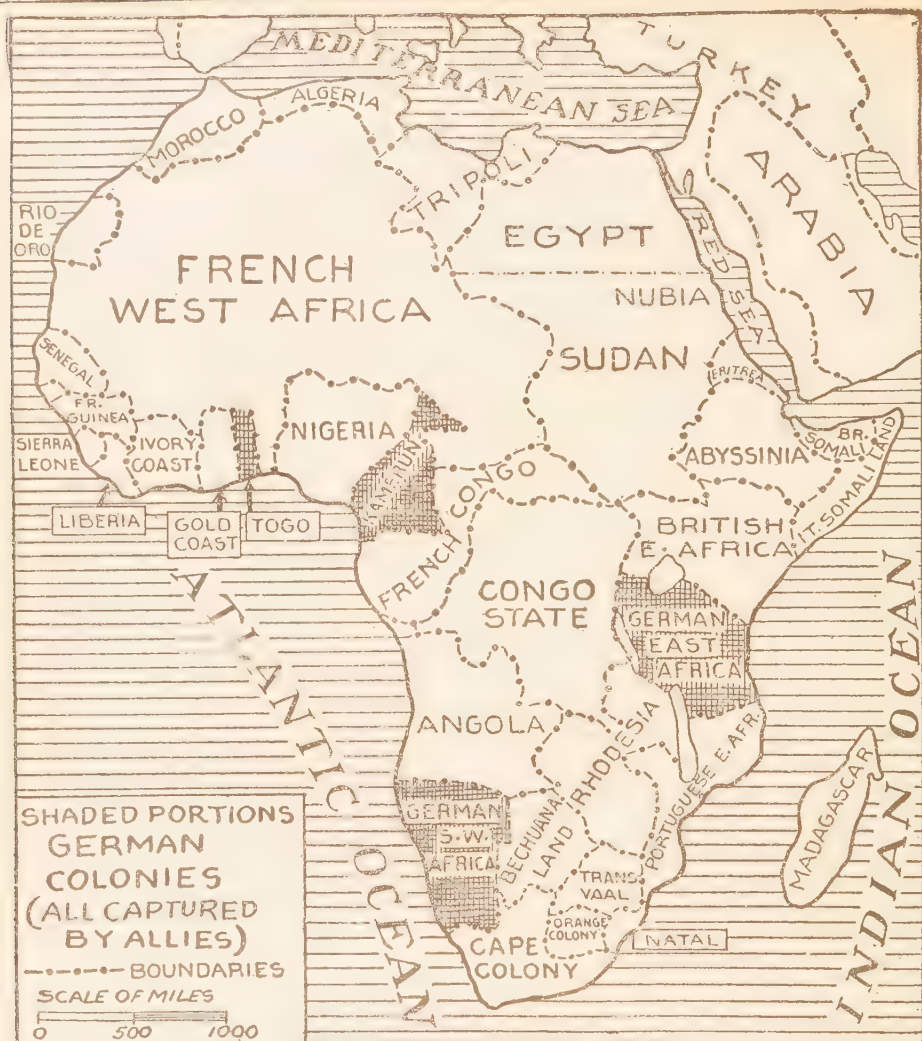 MEDITERRANEAN SEA
TURKEY
MOROCCO
ALGERIA
TRIPOLI
ARABIA
RIO
DE
ORO
EGYPT
RED SEA
FRENCH
WEST AFRICA
NUBIA
SUDAN
SENEGAL
ERITREA
FR.
GUINEA
NIGERIA
BR.
SOMALI
SIERRA
LEONE
IVORY
COAST
ABYSSINIA
IT. SOMALI LAND
KAMERUN
CONGO
LIBERIA
GOLD
COAST
TOGO
BRITISH
E. AFRICA
FRENCH
CONGO
STATE
GERMAN
EAST
AFRICA
ATLANTIC OCEAN
INDIAN OCEAN
ANGOLA
RHODESIA
PORTUGUESE E. AFR.
MADAGASCAR
GERMAN
S.W.
AFRICA
BECHUANA
LAND
TRANS
VAAL
ORANGE
COLONY
NATAL
CAPE
COLONY
SHADED PORTIONS
GERMAN
COLONIES
(ALL CAPTURED
BY ALLIES)
BOUNDARIES
SCALE OF MILES
0 500 1000